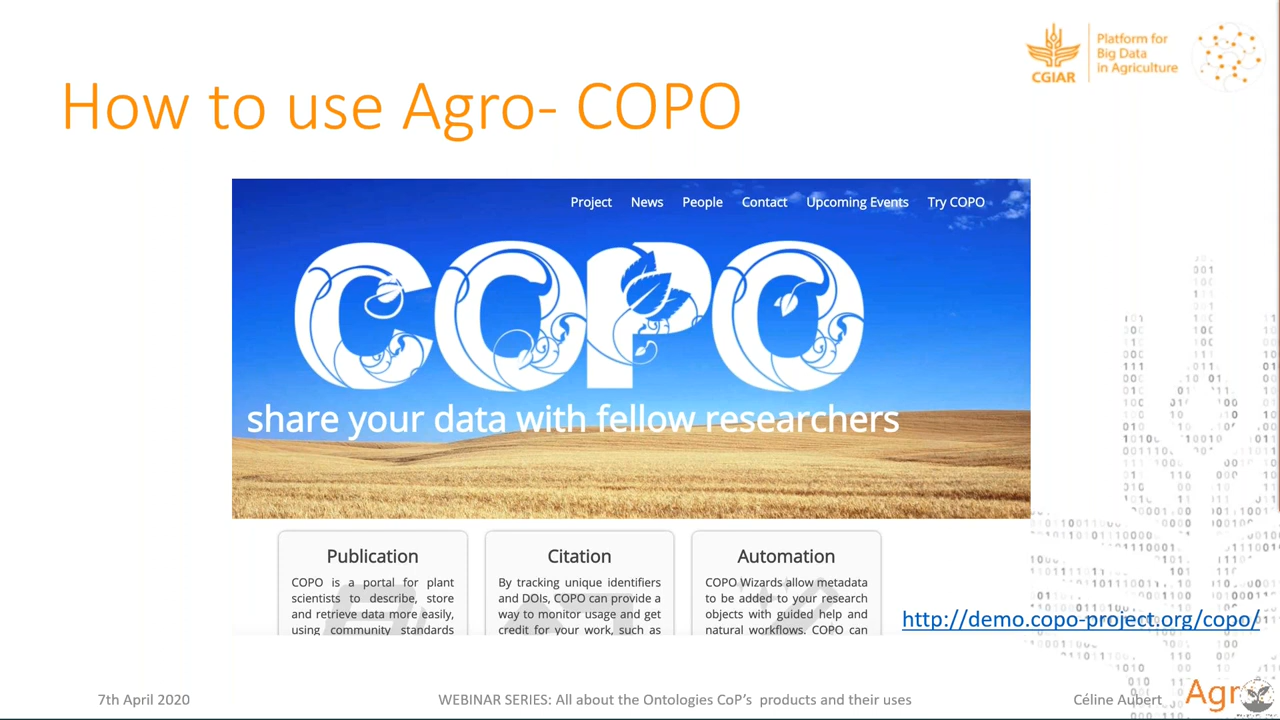 CGIAR
Platform for
Big Data
in Agriculture
How to use Agro- COPO
Project News People Contact Upcoming Events Try COPO
COPO
share your data with fellow researchers
Publication
COPO is a portal for plant
scientists to describe, store
and retrieve data more easily,
using community standards
Citation
By tracking unique identifiers
and DOIs, COPO can provide a
way to monitor usage and get
credit for your work, such as
Automation
COPO Wizards allow metadata
to be added to your research
objects with guided help and
natural workflows. COPO can
http://demo.copo-project.org/copo/
7th April 2020
WEBINAR SERIES: All about the Ontologies CoP's  products and their uses
Céline Aubert
Agr